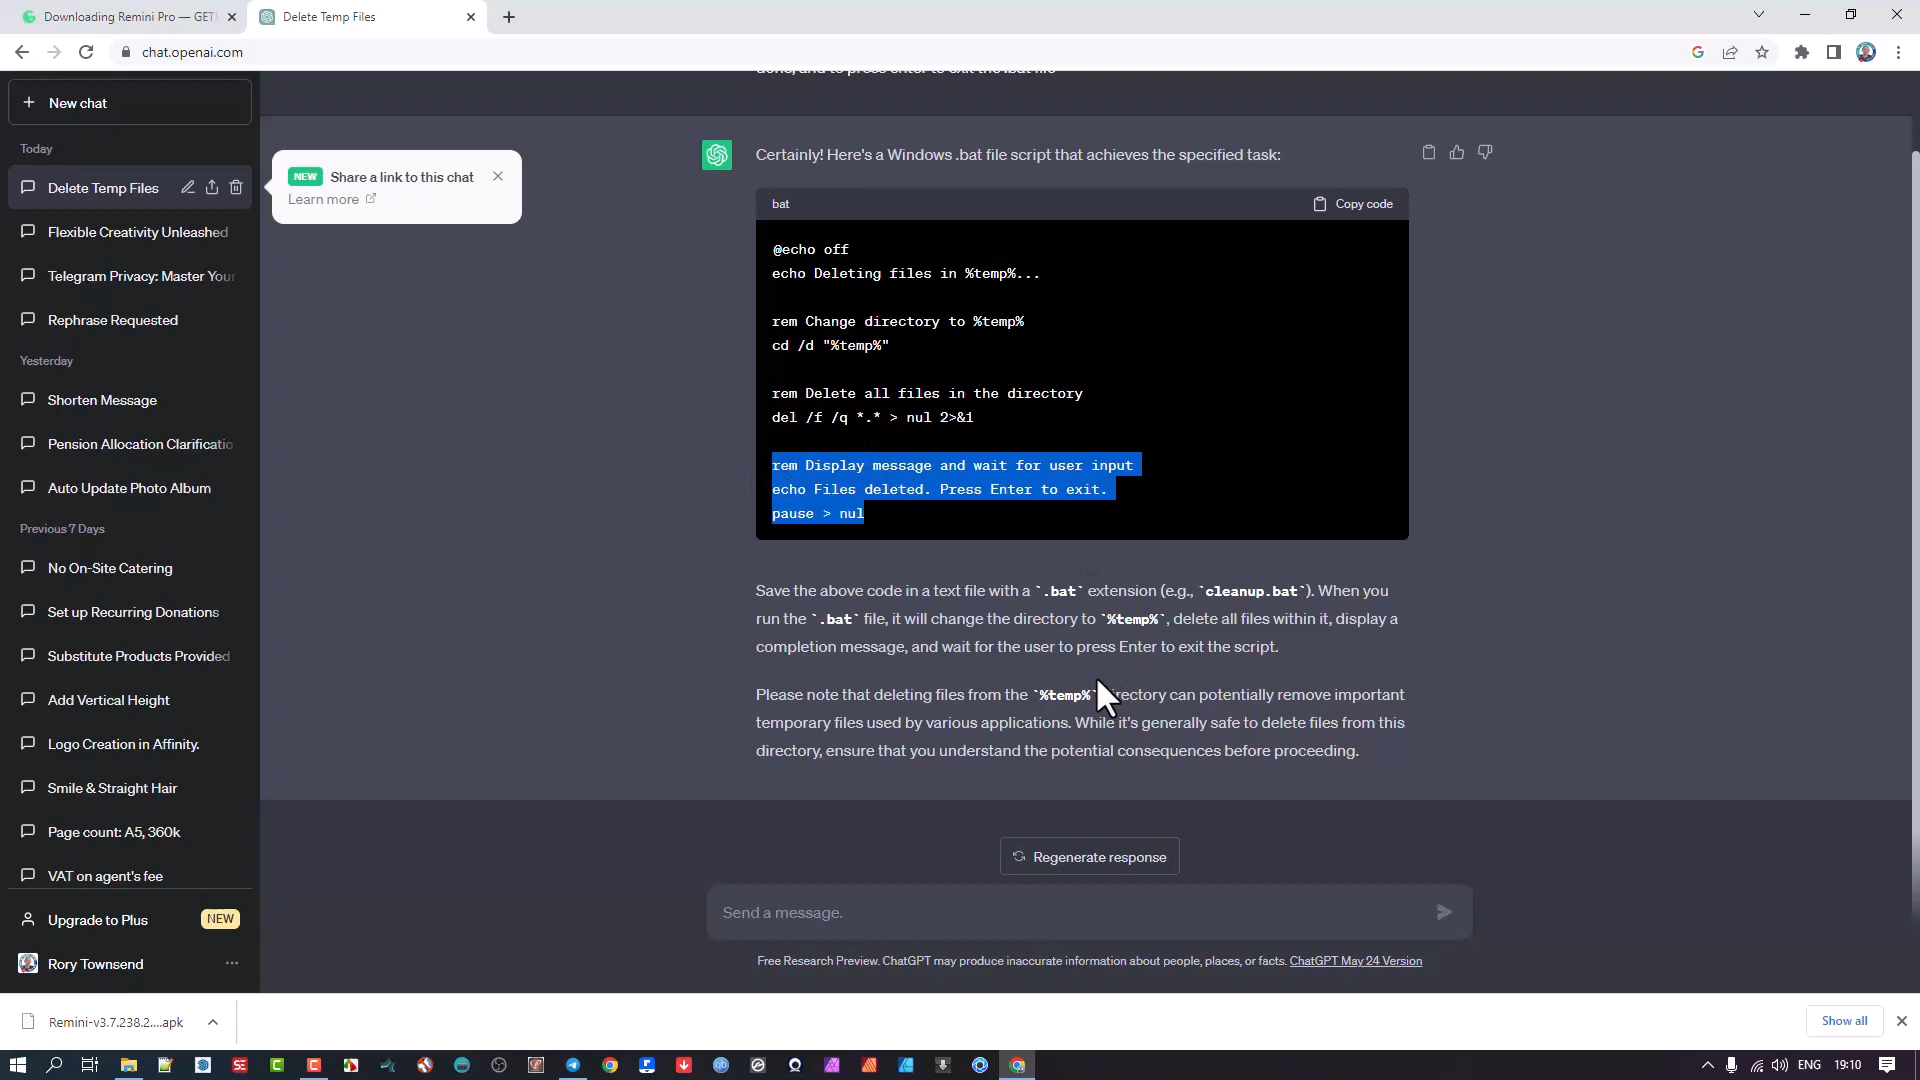 Downloading Remini Pro — GET
Delete Temp Files
chat.openai.com
New chat
Today
Delete Temp Files
Flexible Creativity Unleashed
Telegram Privacy: Master Your
Rephrase Requested
Yesterday
Shorten Message
Pension Allocation Clarificatio
Auto Update Photo Album
Previous 7 Days
No On-Site Catering
Set up Recurring Donations
Substitute Products Provided
Add Vertical Height
Logo Creation in Affinity.
Smile & Straight Hair
Page count: A5, 360k
VAT on agent's fee
Upgrade to Plus NEW
Rory Townsend
NEW Share a link to this chat
Learn more
done, and to press enter to exit the .bat file
Certainly! Here's a Windows .bat file script that achieves the specified task:
bat Copy code
@echo off
echo Deleting files in %temp%...
rem Change directory to %temp%
cd /d "%temp%"
rem Delete all files in the directory
del /f /q *.* > nul 2>&1
rem Display message and wait for user input
echo Files deleted. Press Enter to exit.
pause > nul
Save the above code in a text file with a `.bat` extension (e.g., `cleanup.bat`). When you
run the `.bat` file, it will change the directory to `%temp%`, delete all files within it, display a
completion message, and wait for the user to press Enter to exit the script.
Please note that deleting files from the `%temp%` directory can potentially remove important
temporary files used by various applications. While it's generally safe to delete files from this
directory, ensure that you understand the potential consequences before proceeding.
Regenerate response
Send a message.
Free Research Preview. ChatGPT may produce inaccurate information about people, places, or facts. ChatGPT May 24 Version
Remini-v3.7.238.2....apk
Show all
ENG 19:10